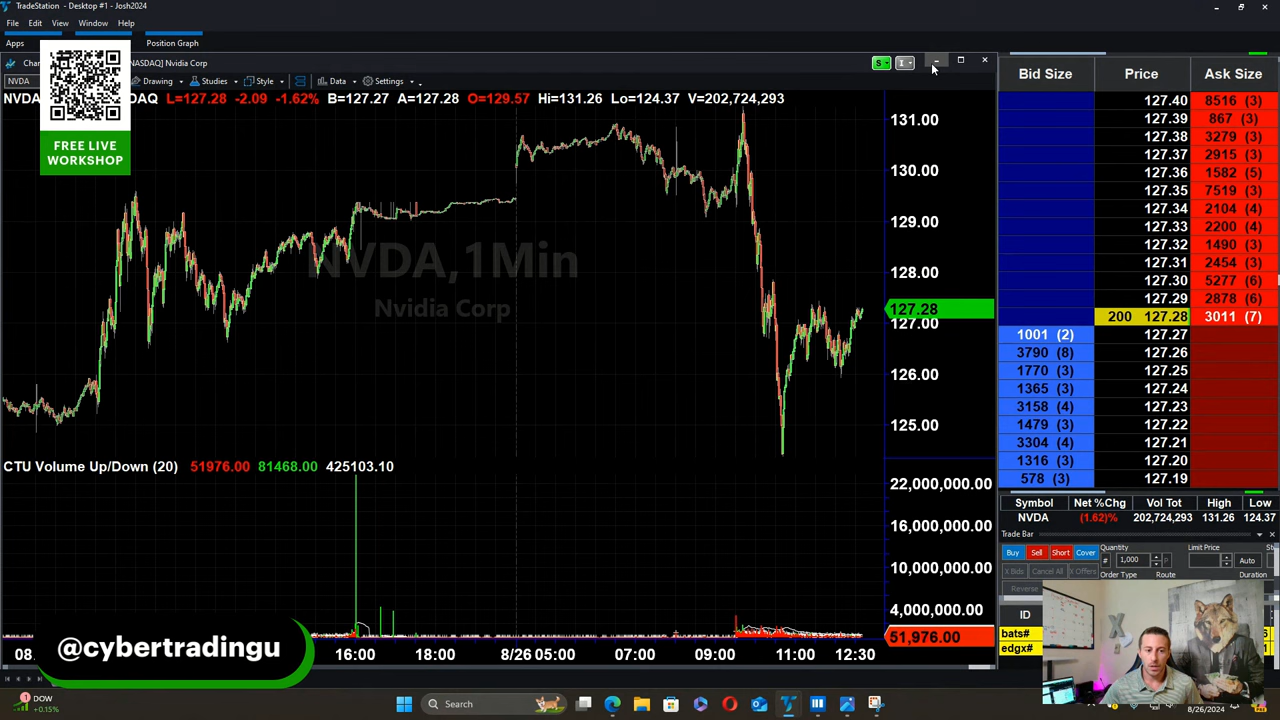 TradeStation - Desktop #1 - Josh2024
File Edit View Window Help
Apps Position Graph
NASDAQ] Nvidia Corp
NVDA Drawing Studies Style Data Settings
L=127.28 -2.09 -1.62% B=127.27 A=127.28 O=129.57 Hi=131.26 Lo=124.37 V=202,724,293
FREE LIVE
WORKSHOP
NVDA,1Min
Nvidia Corp
131.00
130.00
129.00
128.00
127.28
127.00
126.00
125.00
CTU Volume Up/Down (20) 51976.00 81468.00 425103.10
22,000,000.00
16,000,000.00
10,000,000.00
4,000,000.00
51,976.00
16:00 18:00 8/26 05:00 07:00 09:00 11:00 12:30
@cybertradingu
Bid Size Price Ask Size
127.40 8516 (3)
127.39 867 (3)
127.38 3279 (3)
127.37 2915 (3)
127.36 1582 (5)
127.35 7519 (3)
127.34 2104 (4)
127.33 2200 (4)
127.32 1490 (3)
127.31 2454 (3)
127.30 5277 (6)
127.29 2878 (6)
200 127.28 3011 (7)
1001 (2) 127.27
3790 (8) 127.26
1770 (3) 127.25
1365 (3) 127.24
3158 (4) 127.23
1479 (3) 127.22
3304 (4) 127.21
1316 (3) 127.20
578 (3) 127.19
Symbol Net %Chg Vol Tot High Low
NVDA (1.62)% 202,724,293 131.26 124.37
Trade Bar
Buy Sell Short Cover Quantity Limit Price
# 1,000 P Auto
X Bids Cancel All X Offers Order Type Route Duration
Reverse
ID
bats#
edgx#
DOW
+0.15%
Search
8/26/2024